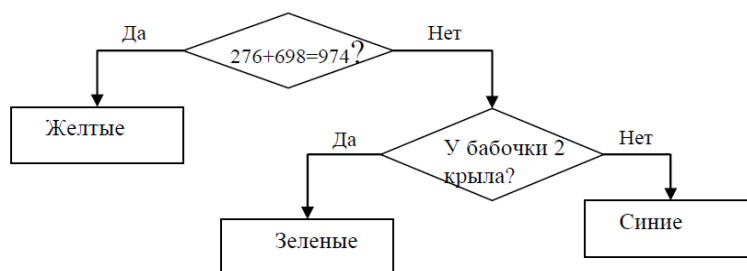 Да
276+698=974?
Нет
Желтые
Да
У бабочки 2
крыла?
Нет
Зеленые
Синие